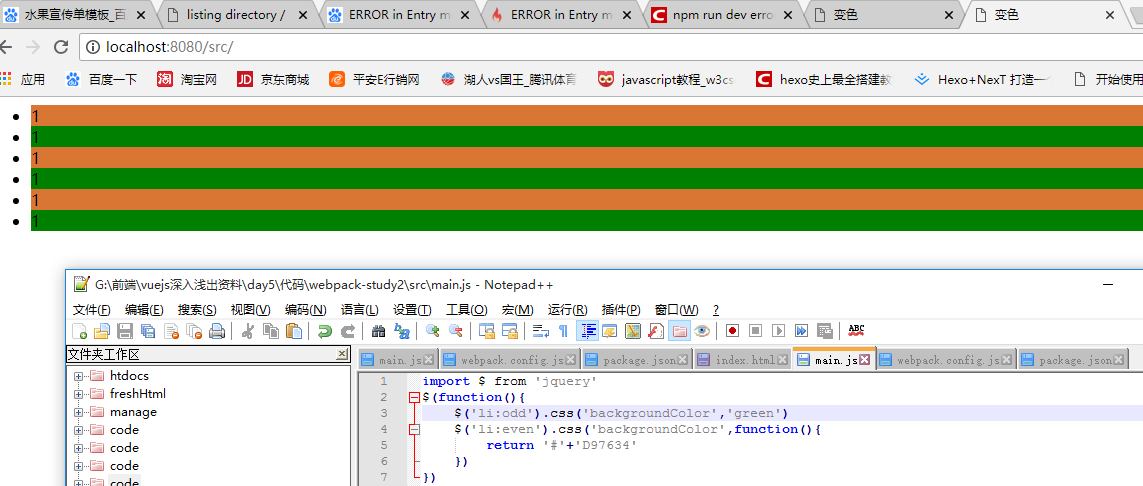 水果宣传单模板_百
listing directory /
ERROR in Entry m
ERROR in Entry m
npm run dev erro
变色
变色
localhost:8080/src/
应用 百度一下 淘宝网 京东商城 平安E行销网 湖人vs国王_腾讯体育 javascript教程_w3cs hexo史上最全搭建教 Hexo+NexT 打造一 开始使用
1
1
1
1
1
1
G:\前端\vuejs深入浅出资料\day5\代码\webpack-study2\src\main.js - Notepad++
文件(F) 编辑(E) 搜索(S) 视图(V) 编码(N) 语言(L) 设置(T) 工具(O) 宏(M) 运行(R) 插件(P) 窗口(W) ?
ABC
文件夹工作区
htdocs
freshHtml
manage
code
code
code
code
main.js webpack.config.js package.json index.html main.js webpack.config.js package.json
1 import $ from 'jquery'
2 $(function(){
3 $('li:odd').css('backgroundColor','green')
4 $('li:even').css('backgroundColor',function(){
5 return '#'+'D97634'
6 })
7 })